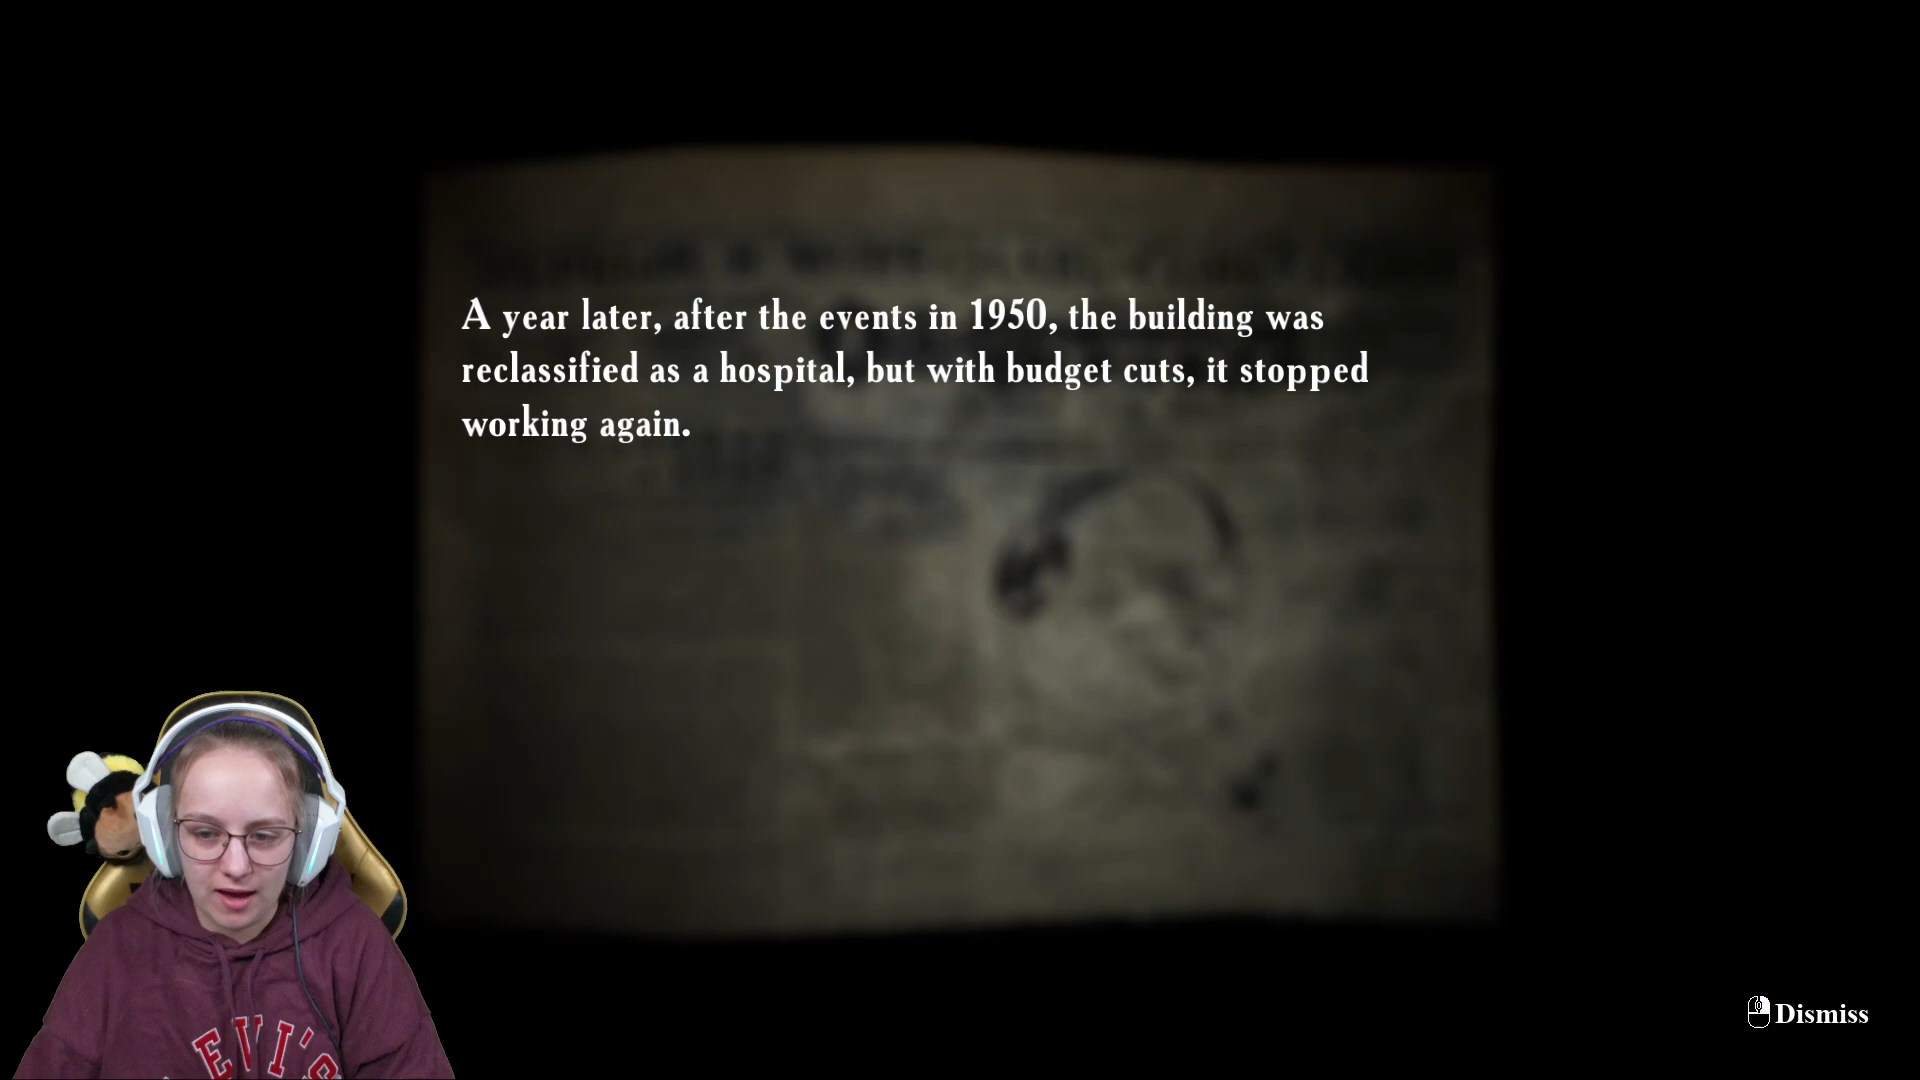 A year later, after the events in 1950, the building was
reclassified as a hospital, but with budget cuts, it stopped
working again.
EVI'S
Dismiss